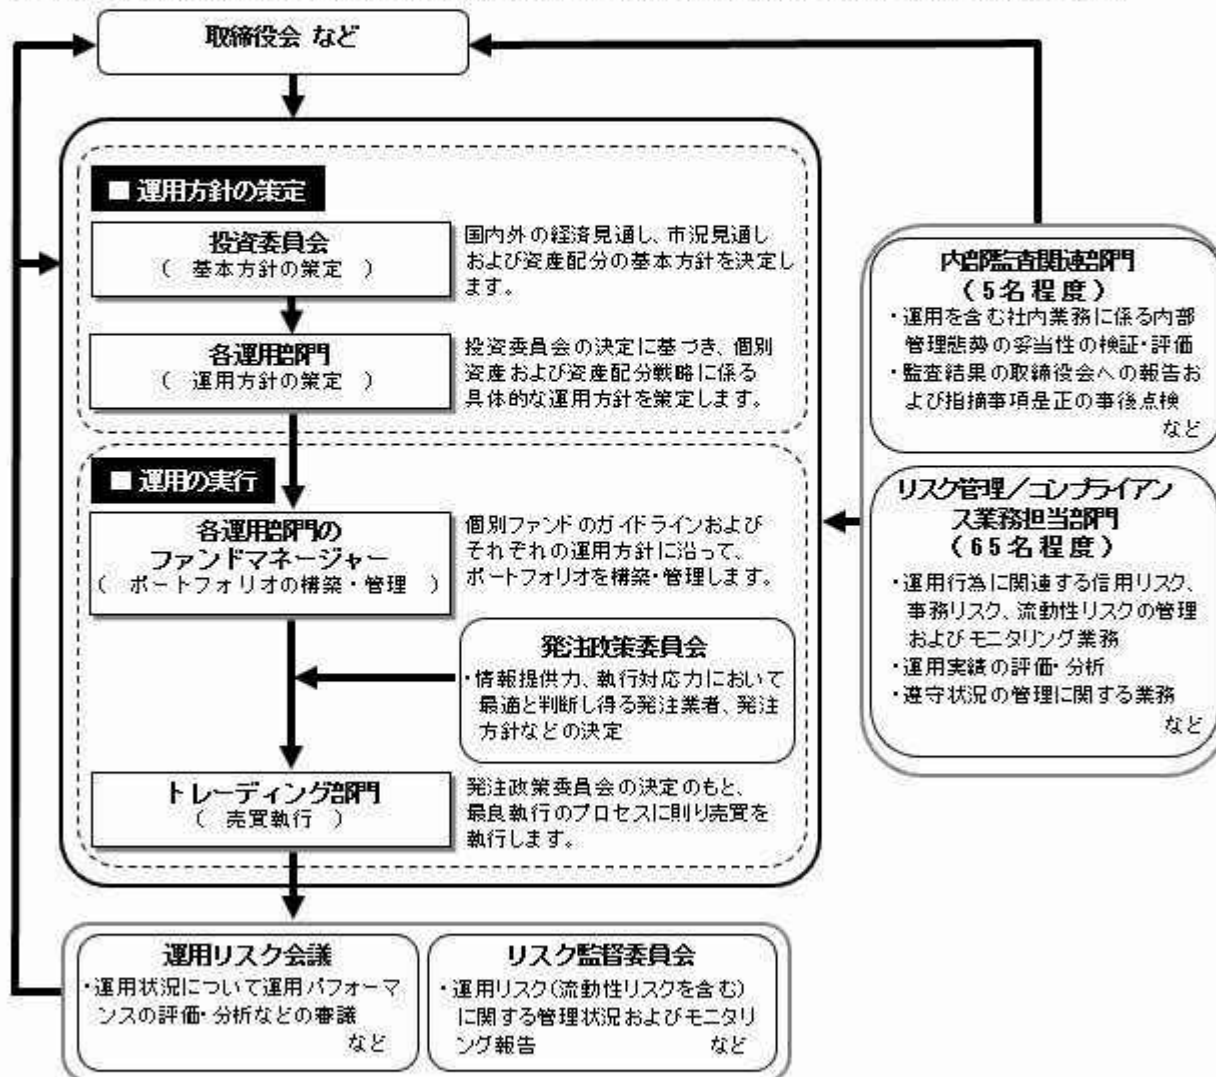 取締役会 など
■ 運用方針の策定
投資委員会
( 基本方針の策定 )
国内外の経済見通し、市況見通し
および資産配分の基本方針を決定し
ます。
各運用部門
( 運用方針の策定 )
投資委員会の決定に基づき、個別
資産および資産配分戦略に係る
具体的な運用方針を策定します。
■ 運用の実行
各運用部門の
ファンドマネージャー
( ポートフォリオの構築・管理 )
個別ファンドのガイドラインおよび
それぞれの運用方針に沿って、
ポートフォリオを構築・管理します。
発注政策委員会
・情報提供力、執行対応力において
最適と判断し得る発注業者、発注
方針などの決定
トレーディング部門
( 売買執行 )
発注政策委員会の決定のもと、
最良執行のプロセスに則り売買を
執行します。
内部監査関連部門
(5名程度)
・運用を含む社内業務に係る内部
管理態勢の妥当性の検証・評価
・監査結果の取締役会への報告お
よび指摘事項是正の事後点検
など
リスク管理/コンプライアン
ス業務担当部門
(65名程度)
・運用行為に関連する信用リスク、
事務リスク、流動性リスクの管理
およびモニタリング業務
・運用実績の評価・分析
・遵守状況の管理に関する業務
など
運用リスク会議
・運用状況について運用パフォーマ
ンスの評価・分析などの審議
など
リスク監督委員会
・運用リスク(流動性リスクを含む)
に関する管理状況およびモニタリ
ング報告 など